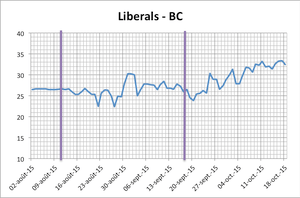 Liberals - BC
40
35
30
25
20
15
10
02-août-15
09-août-15
16-août-15
23-août-15
30-août-15
06-sept.-15
13-sept.-15
20-sept.-15
27-sept.-15
04-oct.-15
11-oct.-15
18-oct.-15